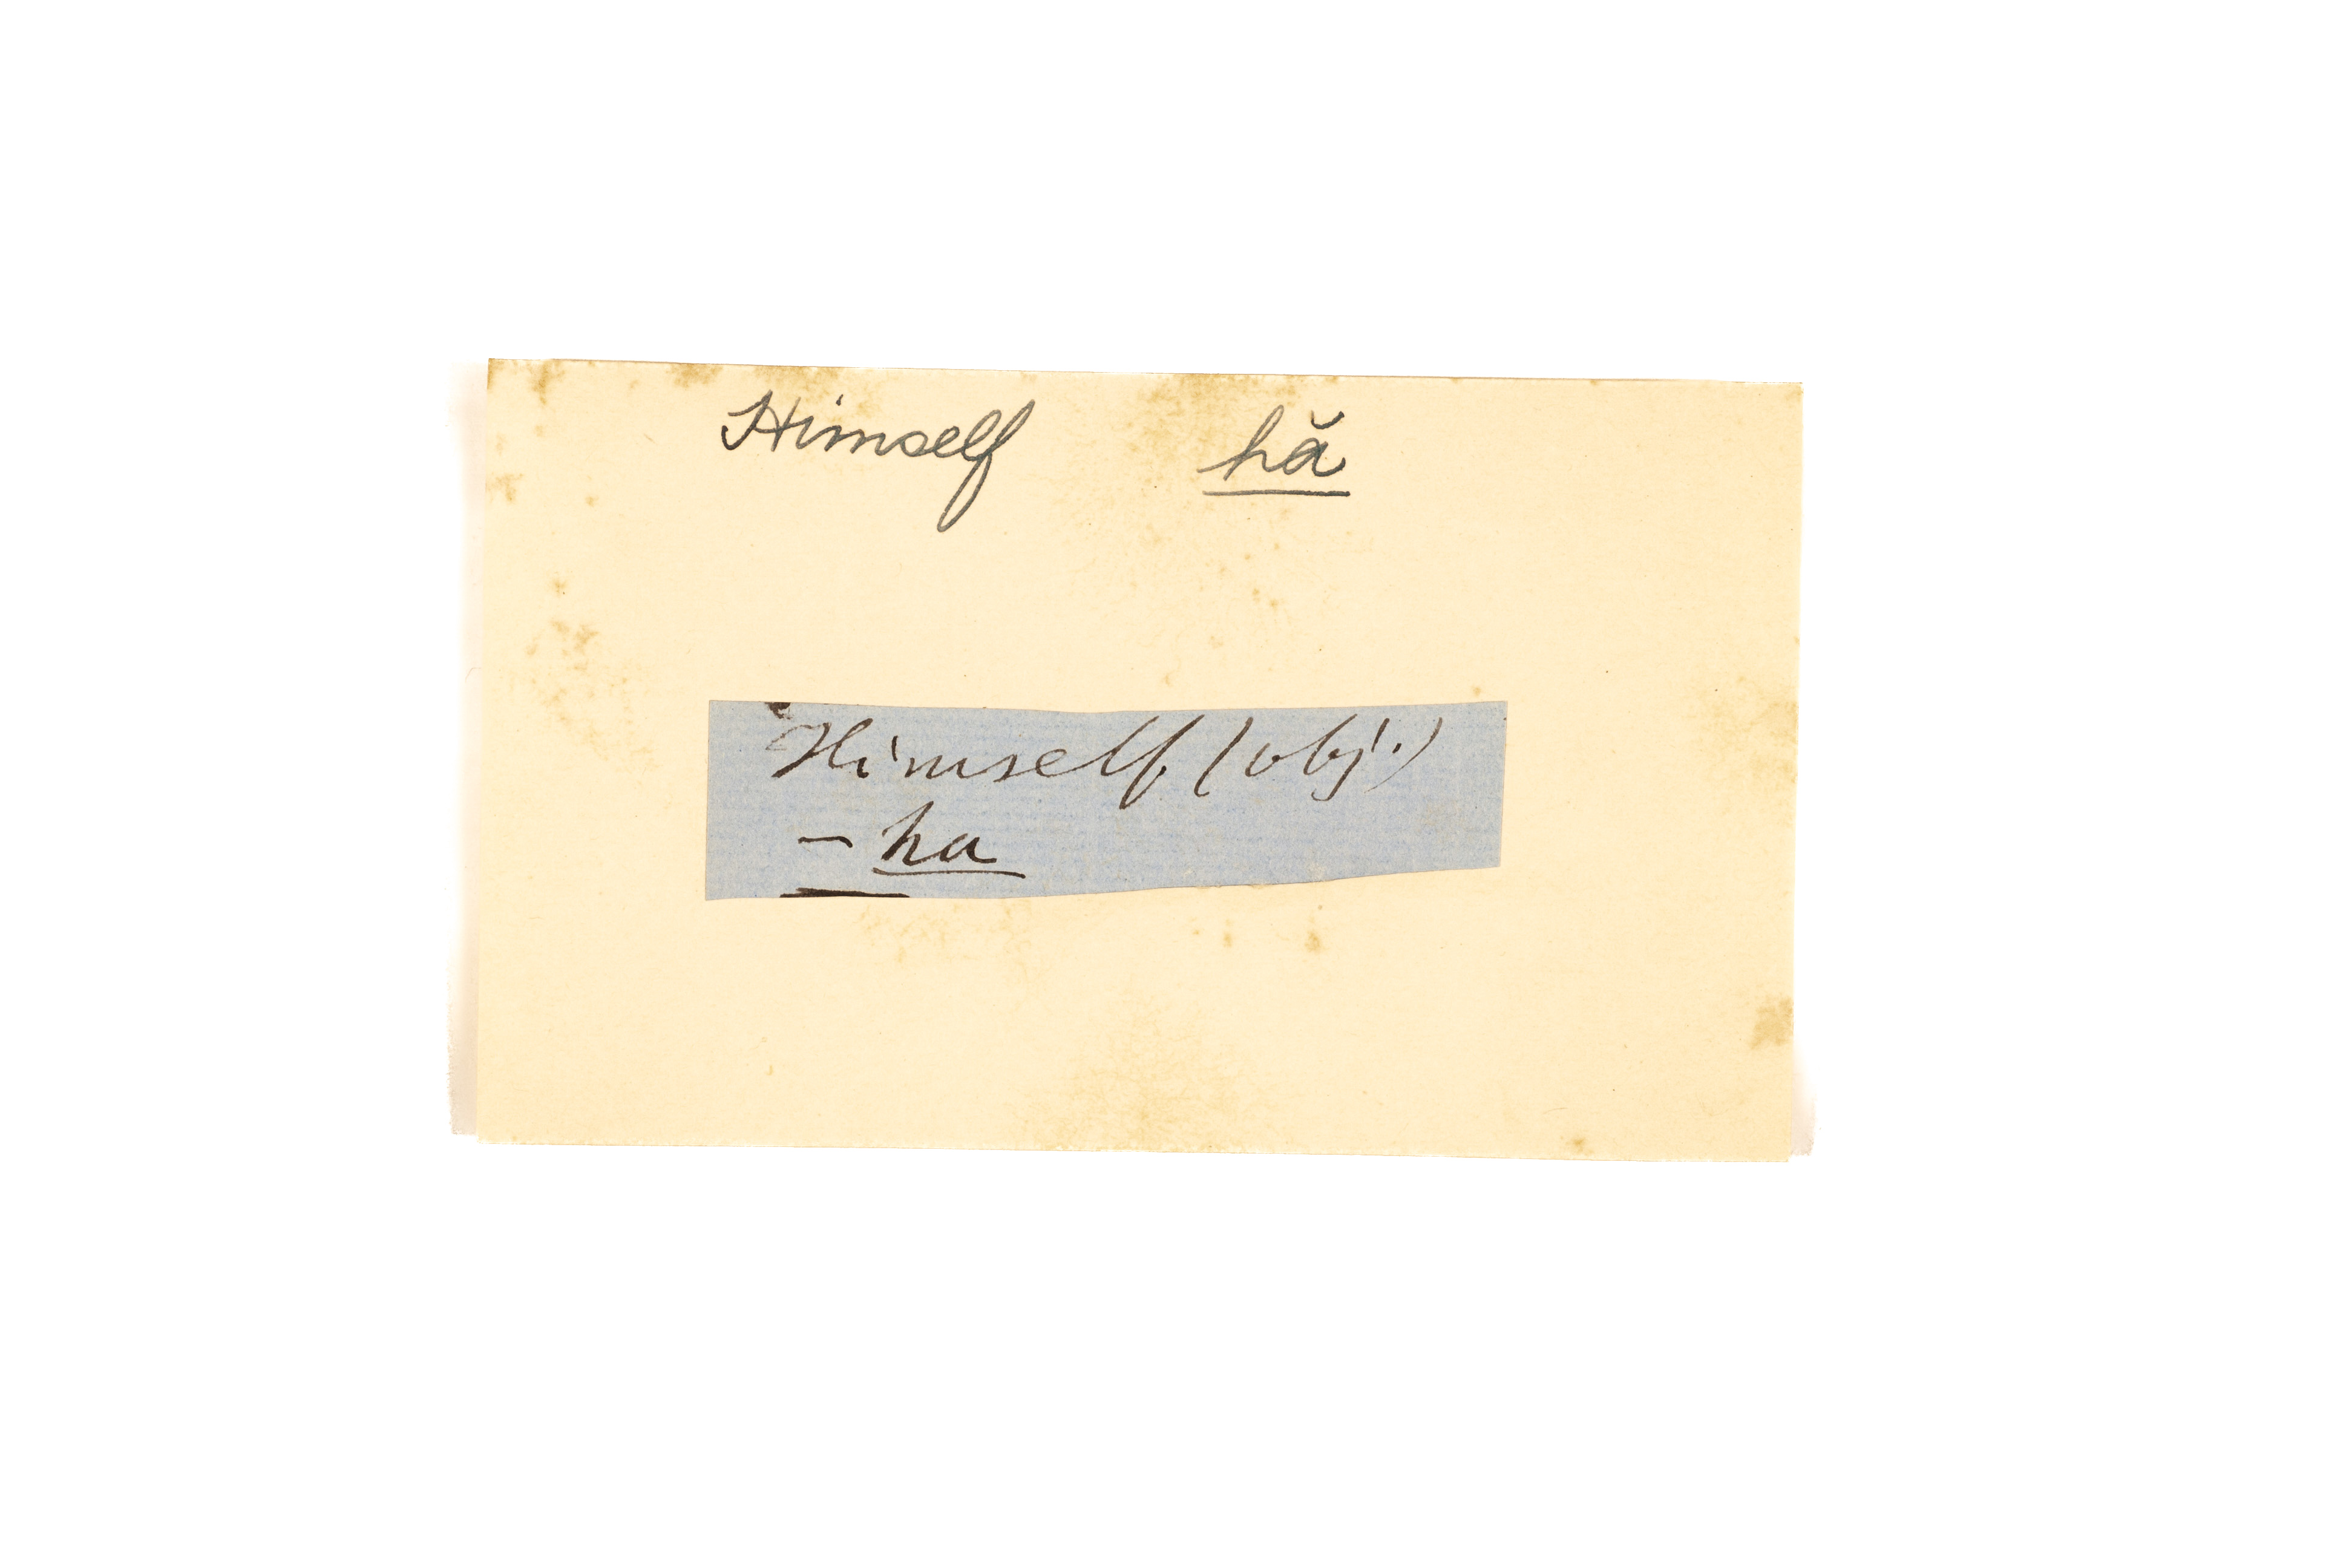 Himself hă
Himself (obj.)
- ha